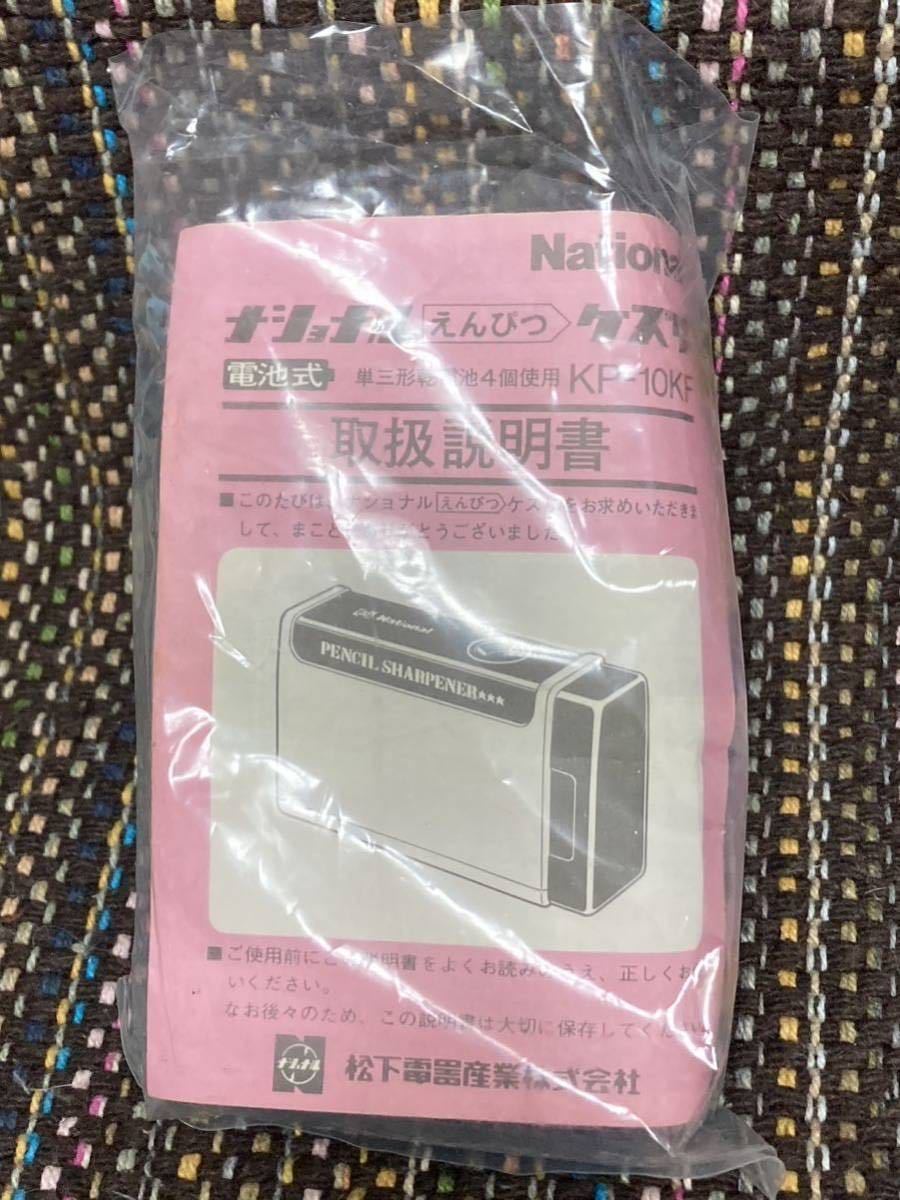 National
ナショナル えんぴつ ケズリ
電池式 単三形乾電池4個使用 KP-10KF
取扱説明書
■このたびは、ナショナル えんぴつ ケズリをお求めいただきま
して、まことにありがとうございました。
National
PENCIL SHARPENER★★★
■ご使用前にこの説明書をよくお読みのうえ、正しくお
いください。
なお後々のため、この説明書は大切に保存してください
ナショナル 松下電器産業株式会社